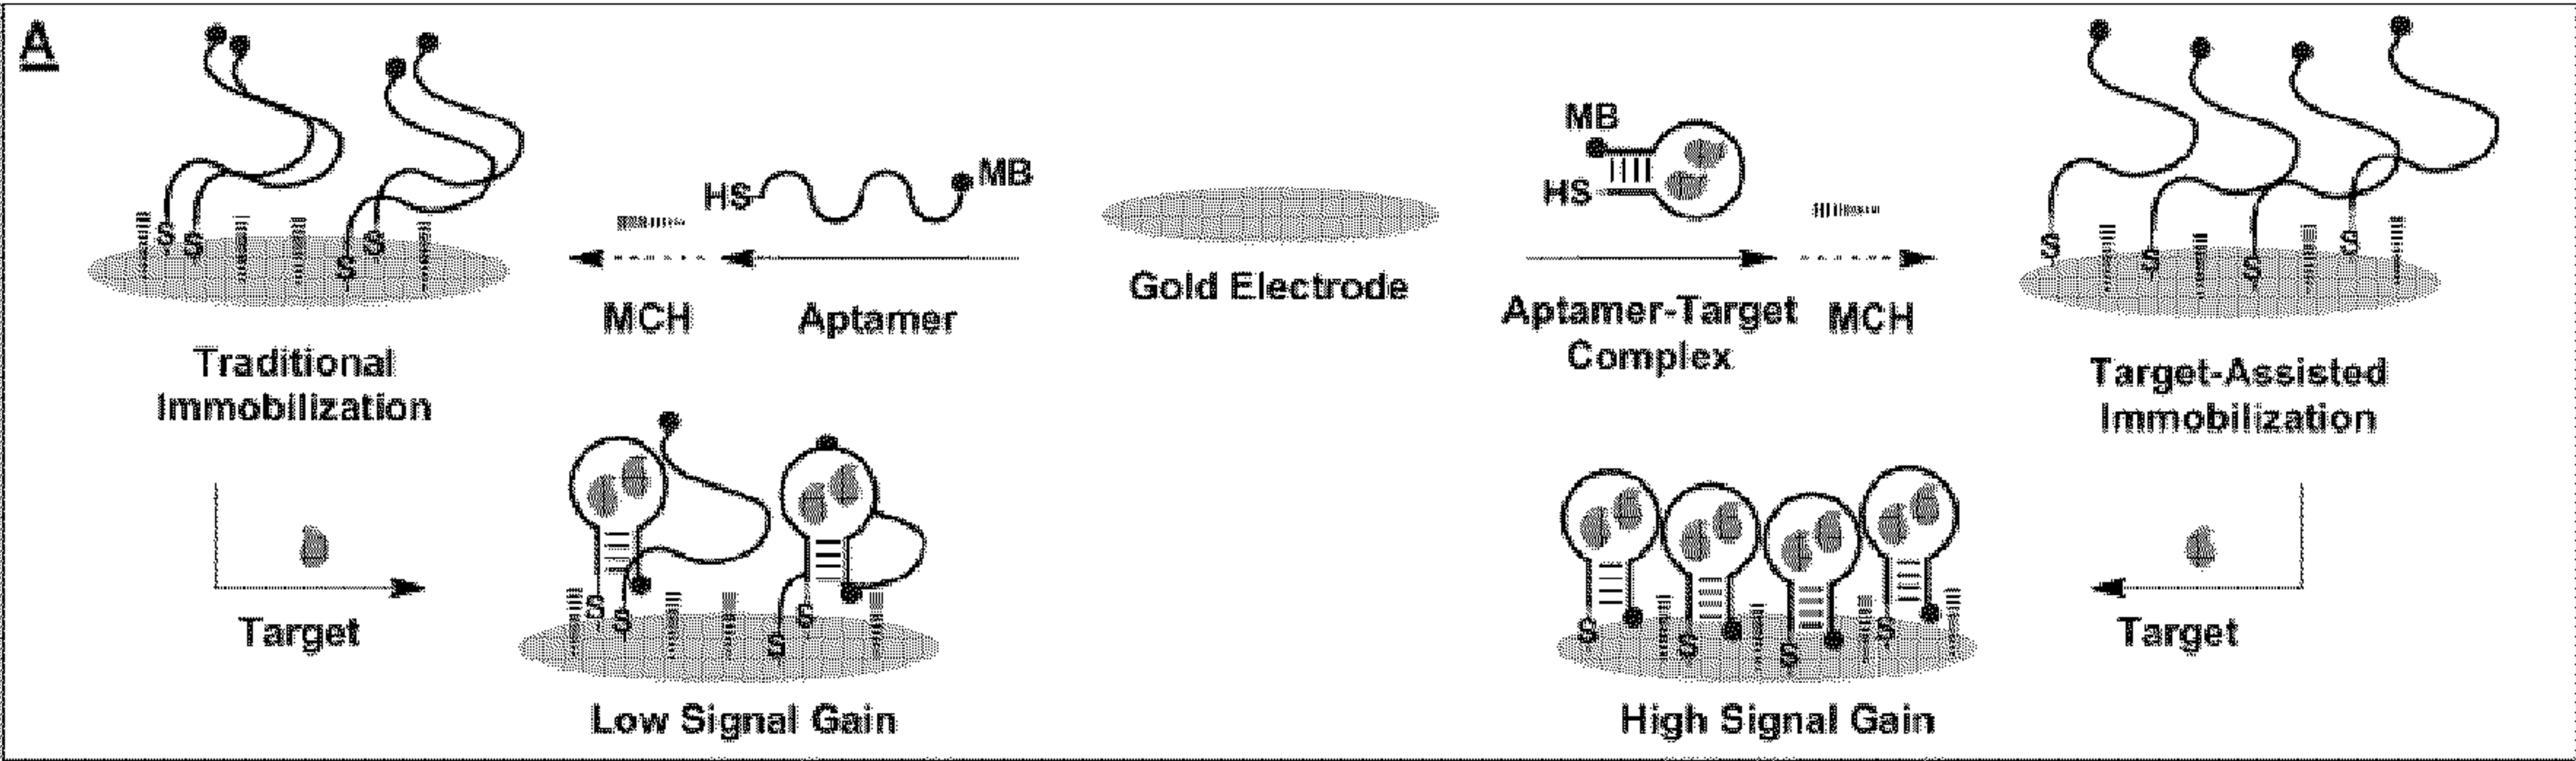 A
MB
HS
MB
HS
Gold Electrode
MCH
Aptamer
Aptamer-Target
Complex
MCH
S
S
S
S
S
S
S
S
Traditional
Immobilization
Target-Assisted
Immobilization
Target
S
S
S
S
S
S
S
S
Target
Low Signal Gain
High Signal Gain